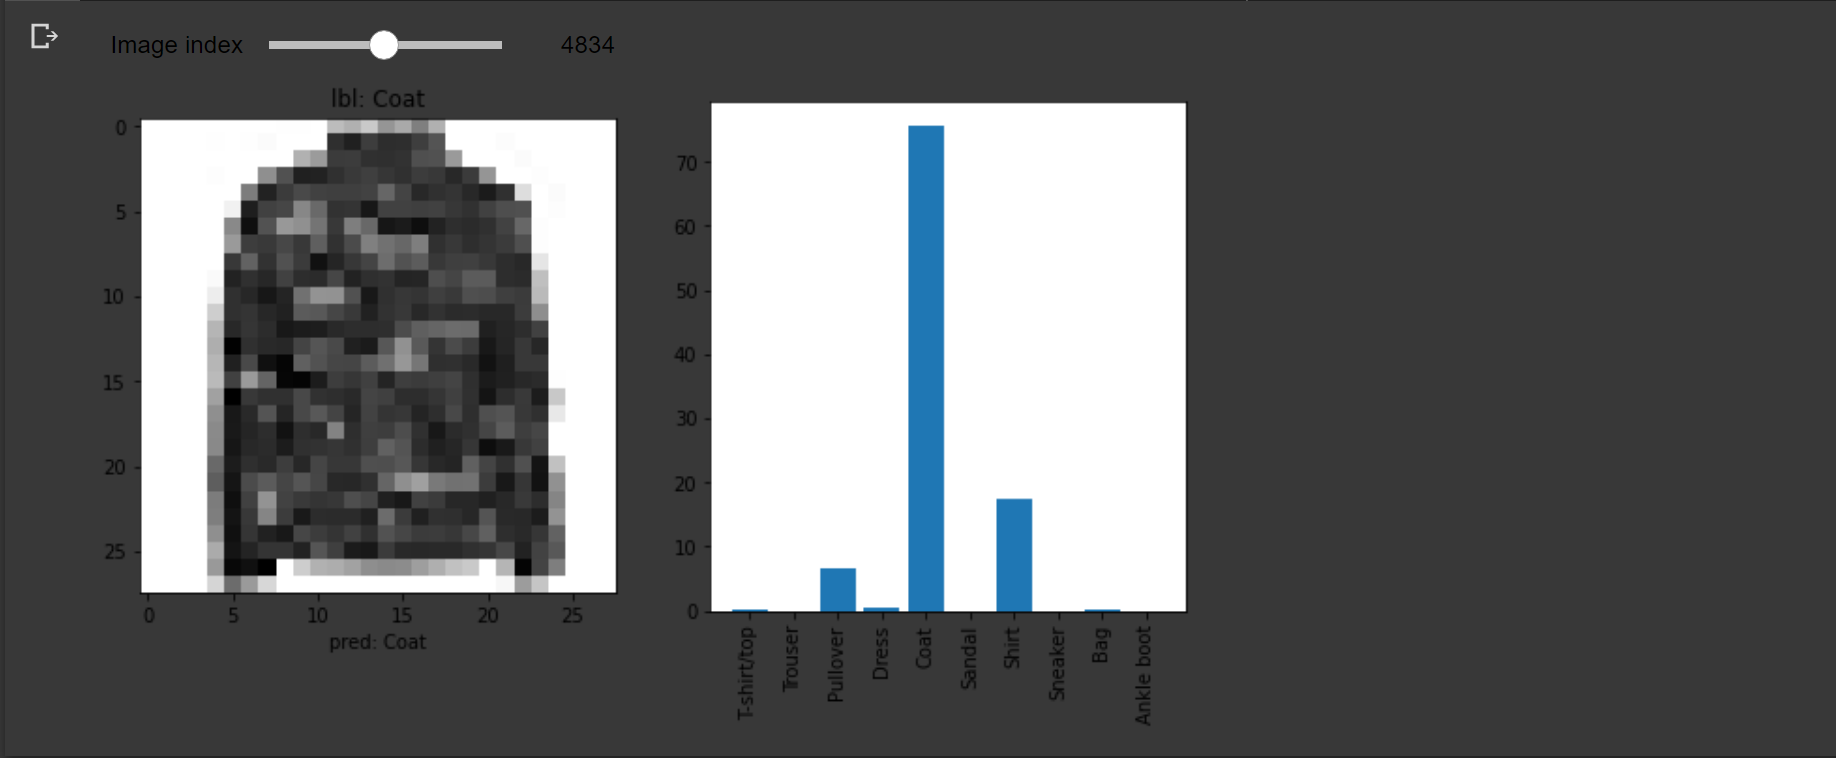 Image index 4834
lbl: Coat
0
5
10
15
20
25
0 5 10 15 20 25
pred: Coat
70
60
50
40
30
20
10
0
T-shirt/top
Trouser
Pullover
Dress
Coat
Sandal
Shirt
Sneaker
Bag
Ankle boot